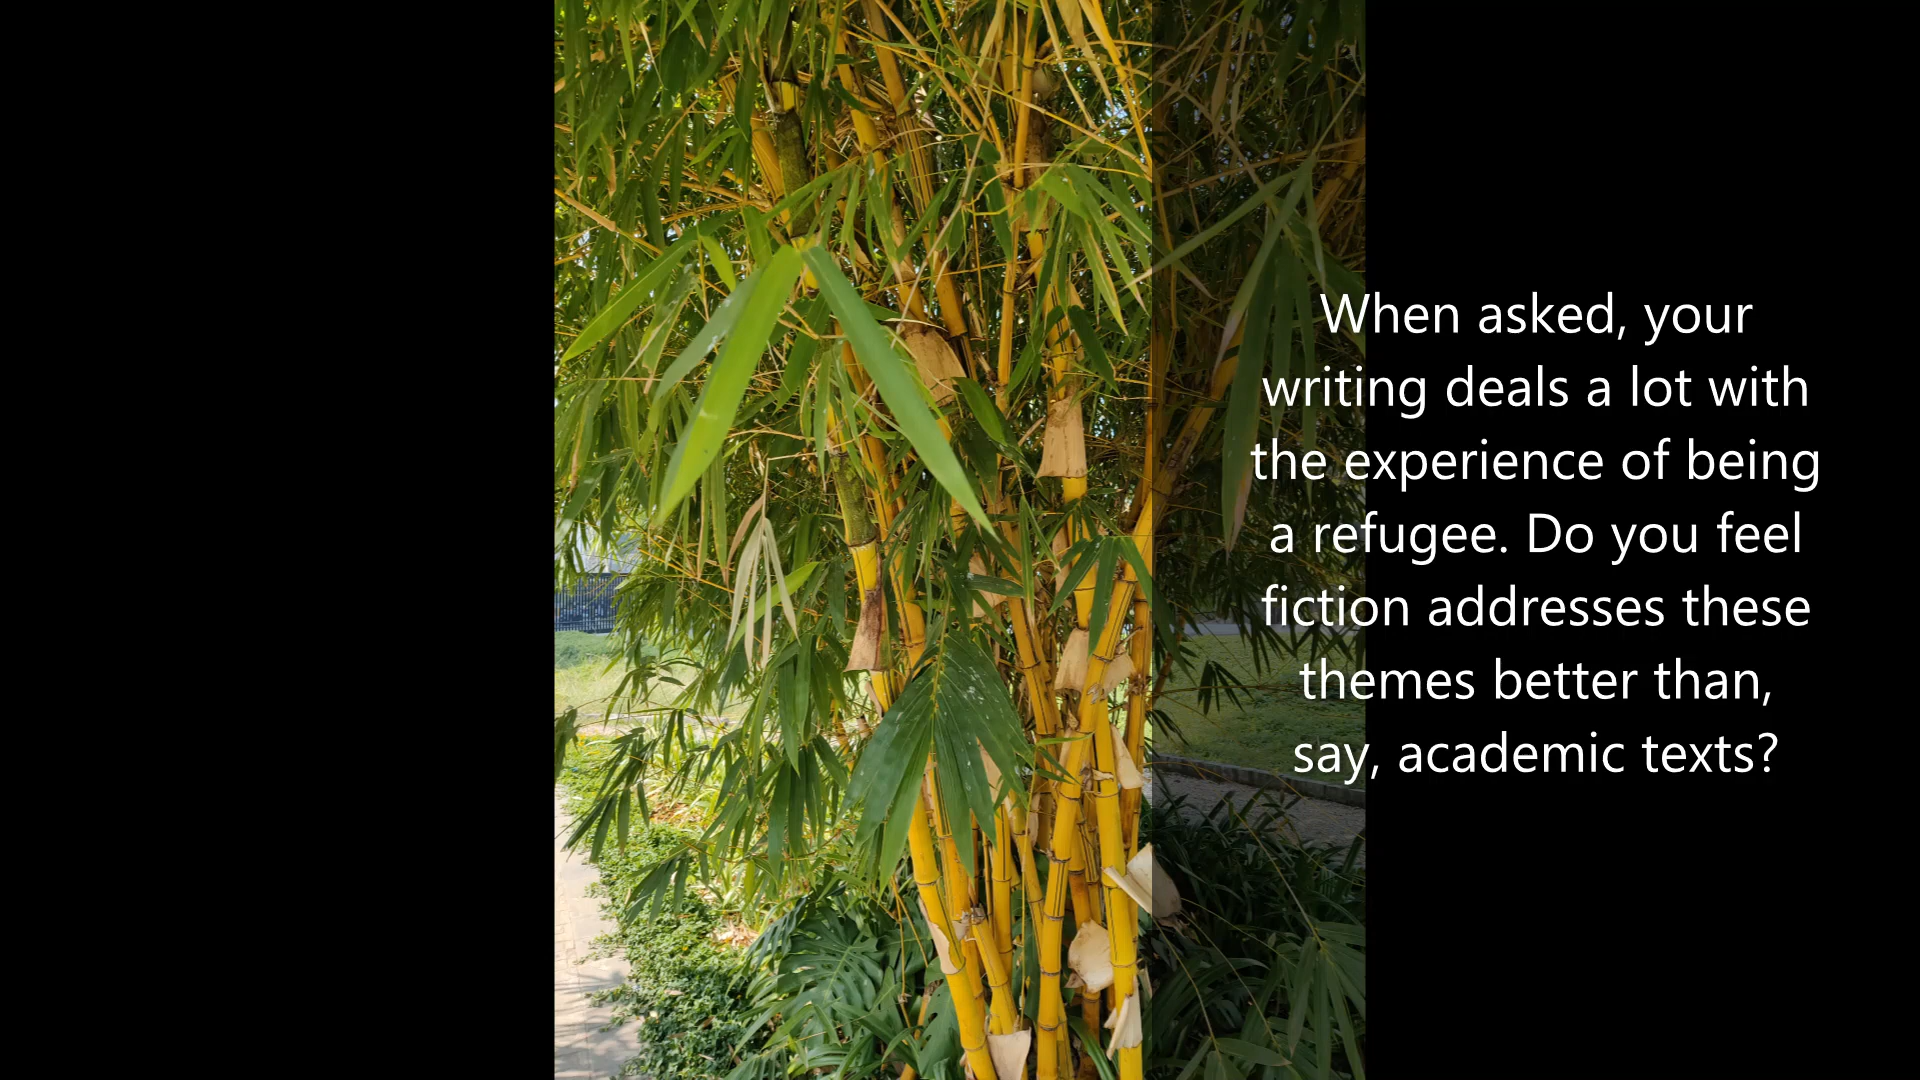 When asked, your
writing deals a lot with
the experience of being
a refugee. Do you feel
fiction addresses these
themes better than,
say, academic texts?